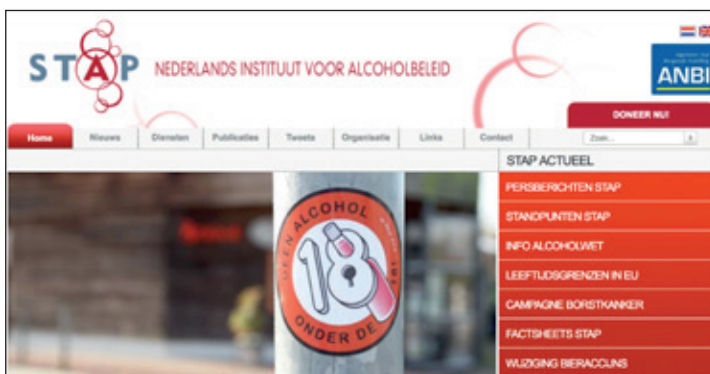 STAP
NEDERLANDS INSTITUUT VOOR ALCOHOLBELEID
ANBI
DONEER NU!
Home Nieuws Diensten Publicaties Tweets Organisatie Links Contact Zoek...
STAP ACTUEEL
PERSBERICHTEN STAP
STANDPUNTEN STAP
INFO ALCOHOLWET
LEEFTIJDSGRENZEN IN EU
CAMPAGNE BORSTKANKER
FACTSHEETS STAP
WIJZIGING BIERACCIJNS
GEEN ALCOHOL
18
ONDER DE